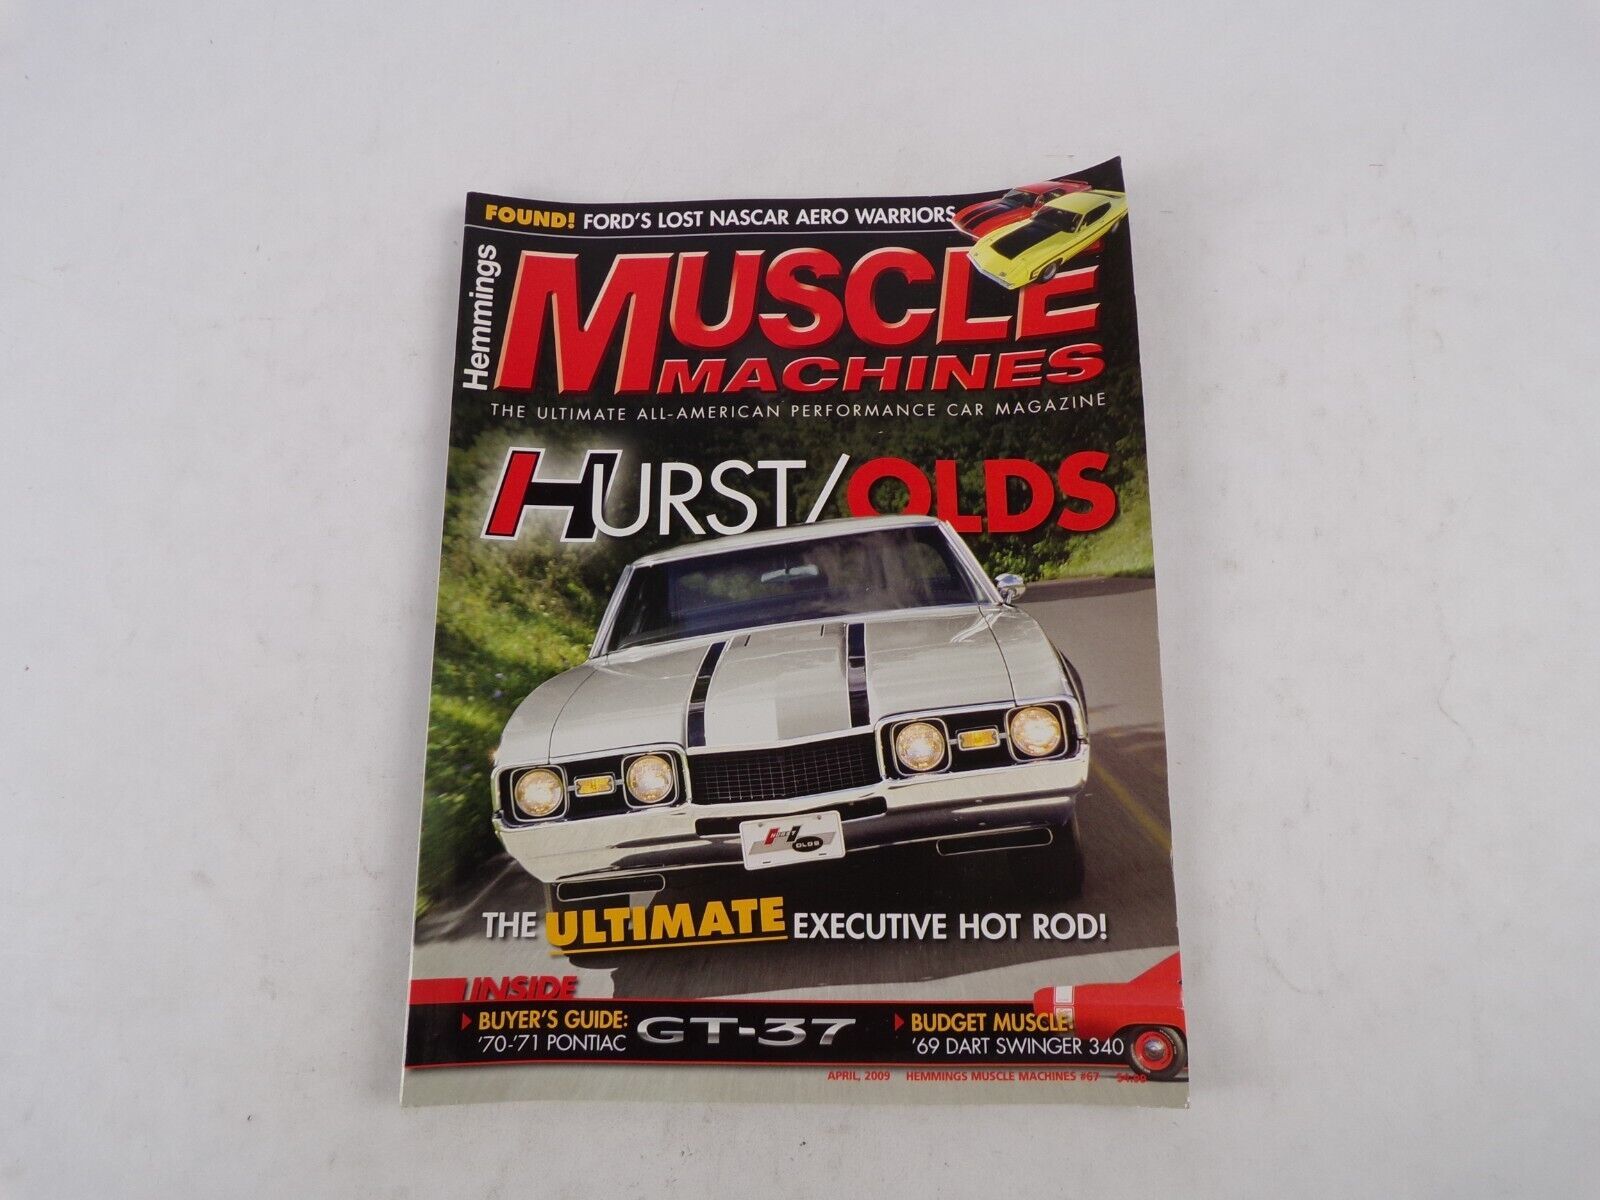 FOUND! FORD'S LOST NASCAR AERO WARRIORS
Hemmings
MUSCLE
MACHINES
THE ULTIMATE ALL-AMERICAN PERFORMANCE CAR MAGAZINE
HURST/OLDS
HURST
OLDS
THE ULTIMATE EXECUTIVE HOT ROD!
INSIDE
BUYER'S GUIDE:
'70-'71 PONTIAC
GT-37
BUDGET MUSCLE:
'69 DART SWINGER 340
APRIL, 2009 HEMMINGS MUSCLE MACHINES #67